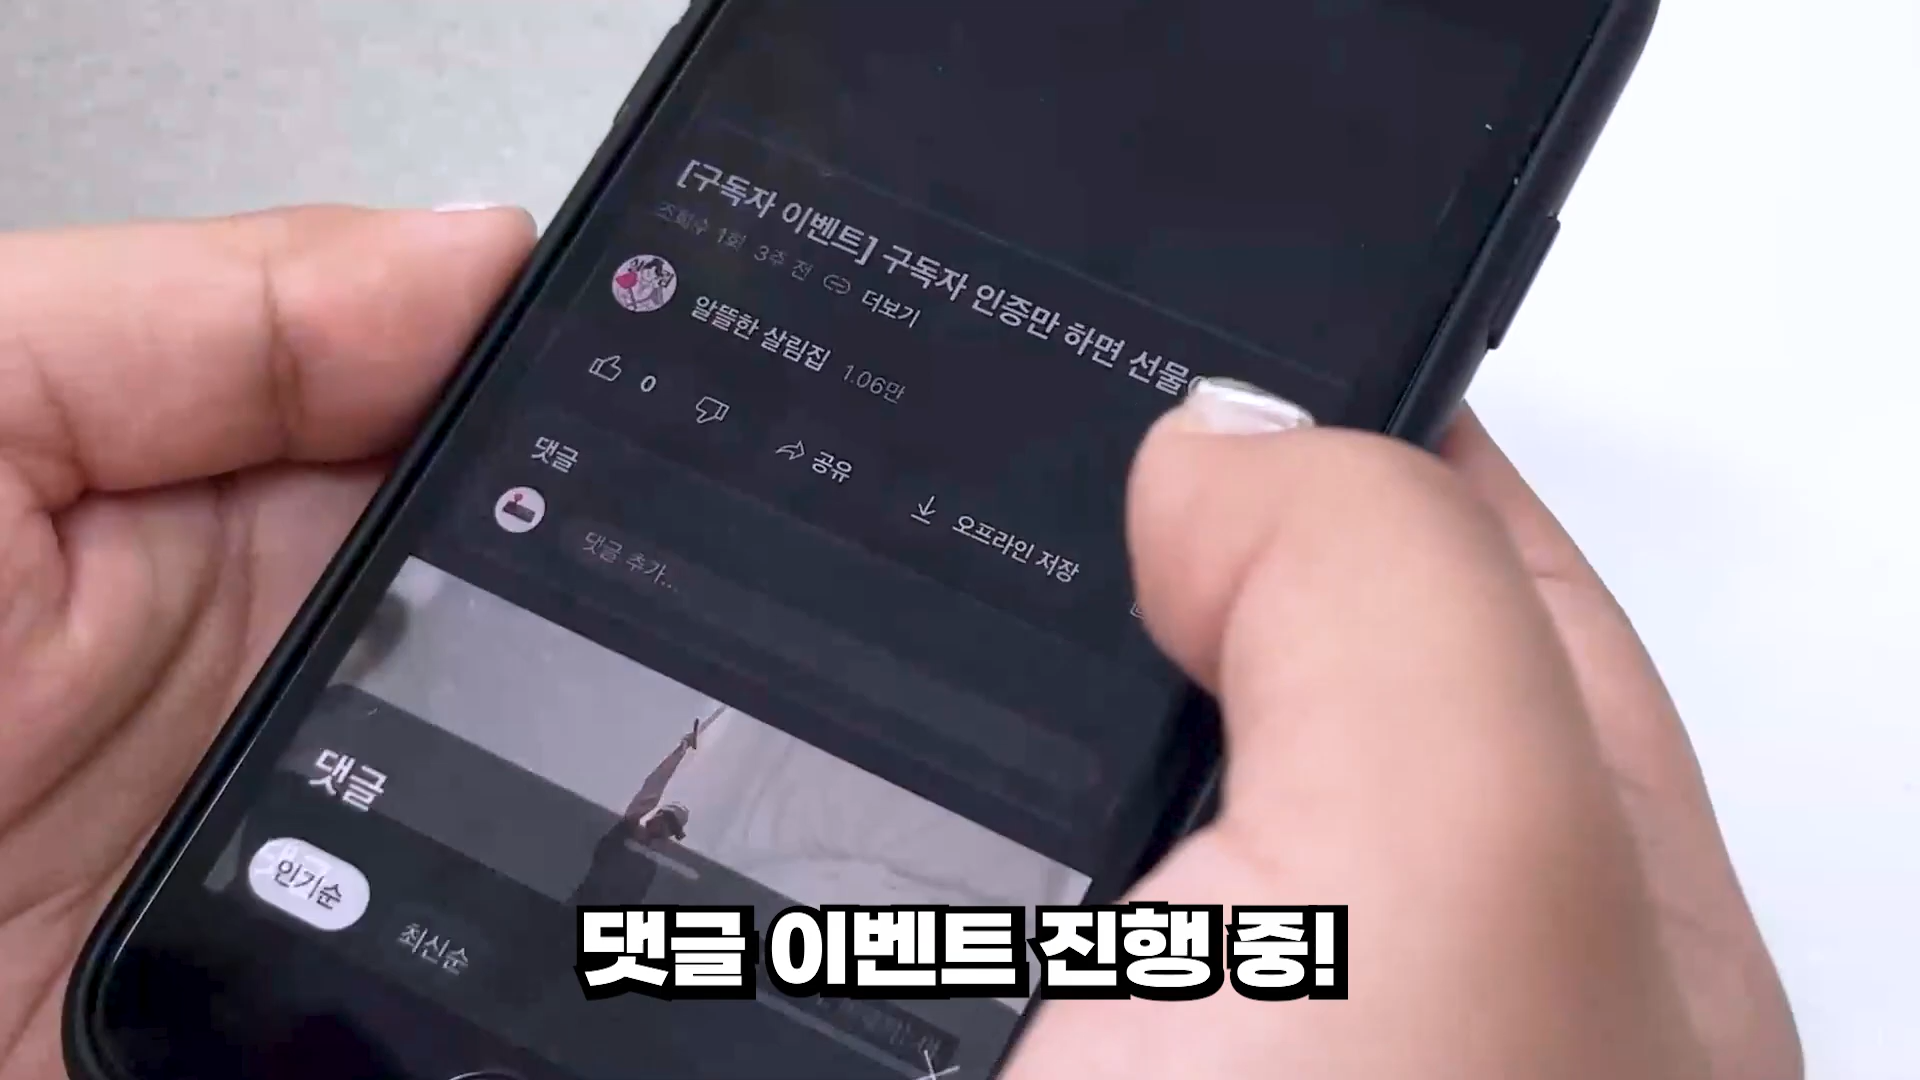 [구독자 이벤트] 구독자 인증만 하면 선물
조회수 1회 3주 전 더보기
알뜰한 살림집 1.06만
0 공유 오프라인 저장
댓글
댓글 추가...
댓글
인기순 최신순
댓글 이벤트 진행 중!